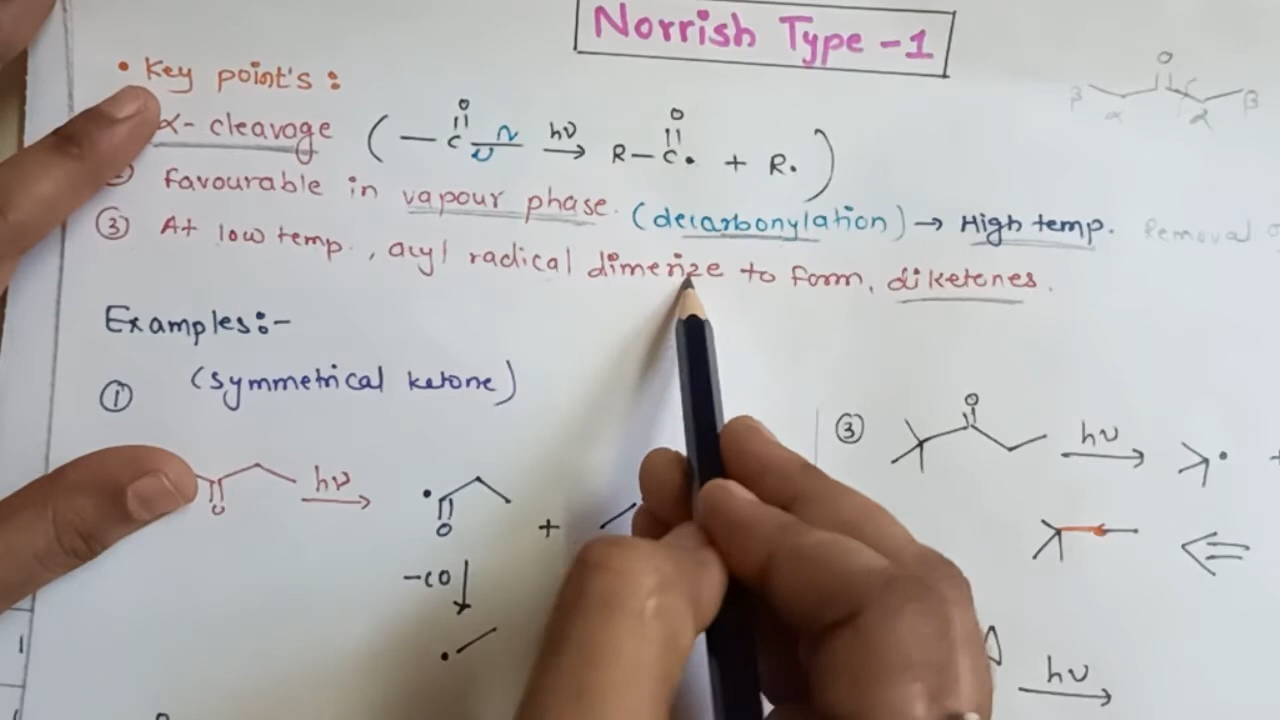 Norrish Type -1
• Key point's :
α- cleavage ( — C = O → hν R – C • = O + R• )
favourable in vapour phase. (decarbonylation) → High temp. Removal
③ At low temp., acyl radical dimerize to form, diketones.
Examples:-
① (symmetrical ketone)
hν
O
+
-CO
③
O
hν
hν
β α α β
O